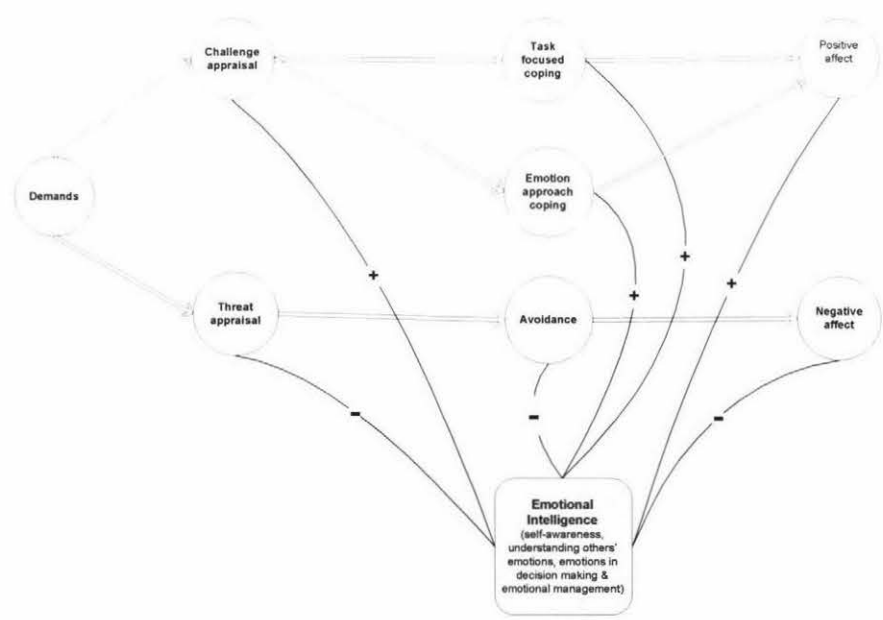 Challenge
appraisal
Task
focused
coping
Positive
affect
Demands
Emotion
approach
coping
+
+
+
+
Threat
appraisal
Avoidance
Negative
affect
-
-
-
Emotional
Intelligence
(self-awareness,
understanding others'
emotions, emotions in
decision making &
emotional management)